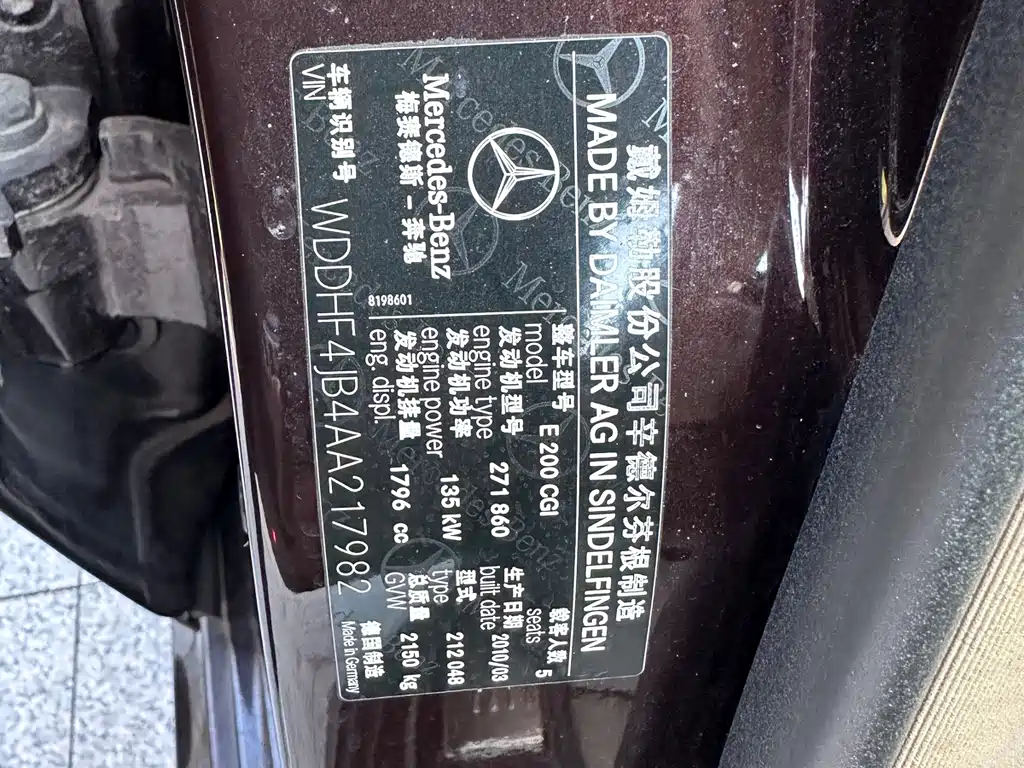 戴姆勒股份公司辛德尔芬根制造
MADE BY DAIMLER AG IN SINDELFINGEN
Mercedes-Benz
梅赛德斯－奔驰
8198601
整车型号 E 200 CGI
model
载客人数 5
seats
发动机型号 271 860
engine type
生产日期 2010/03
built date
发动机功率 135 kW
engine power
型式 212 048
type
发动机排量 1796 cc
eng. displ.
总质量 2150 kg
GVW
车辆识别号 WDDHF4JB4AA217982
VIN
德国制造
Made in Germany